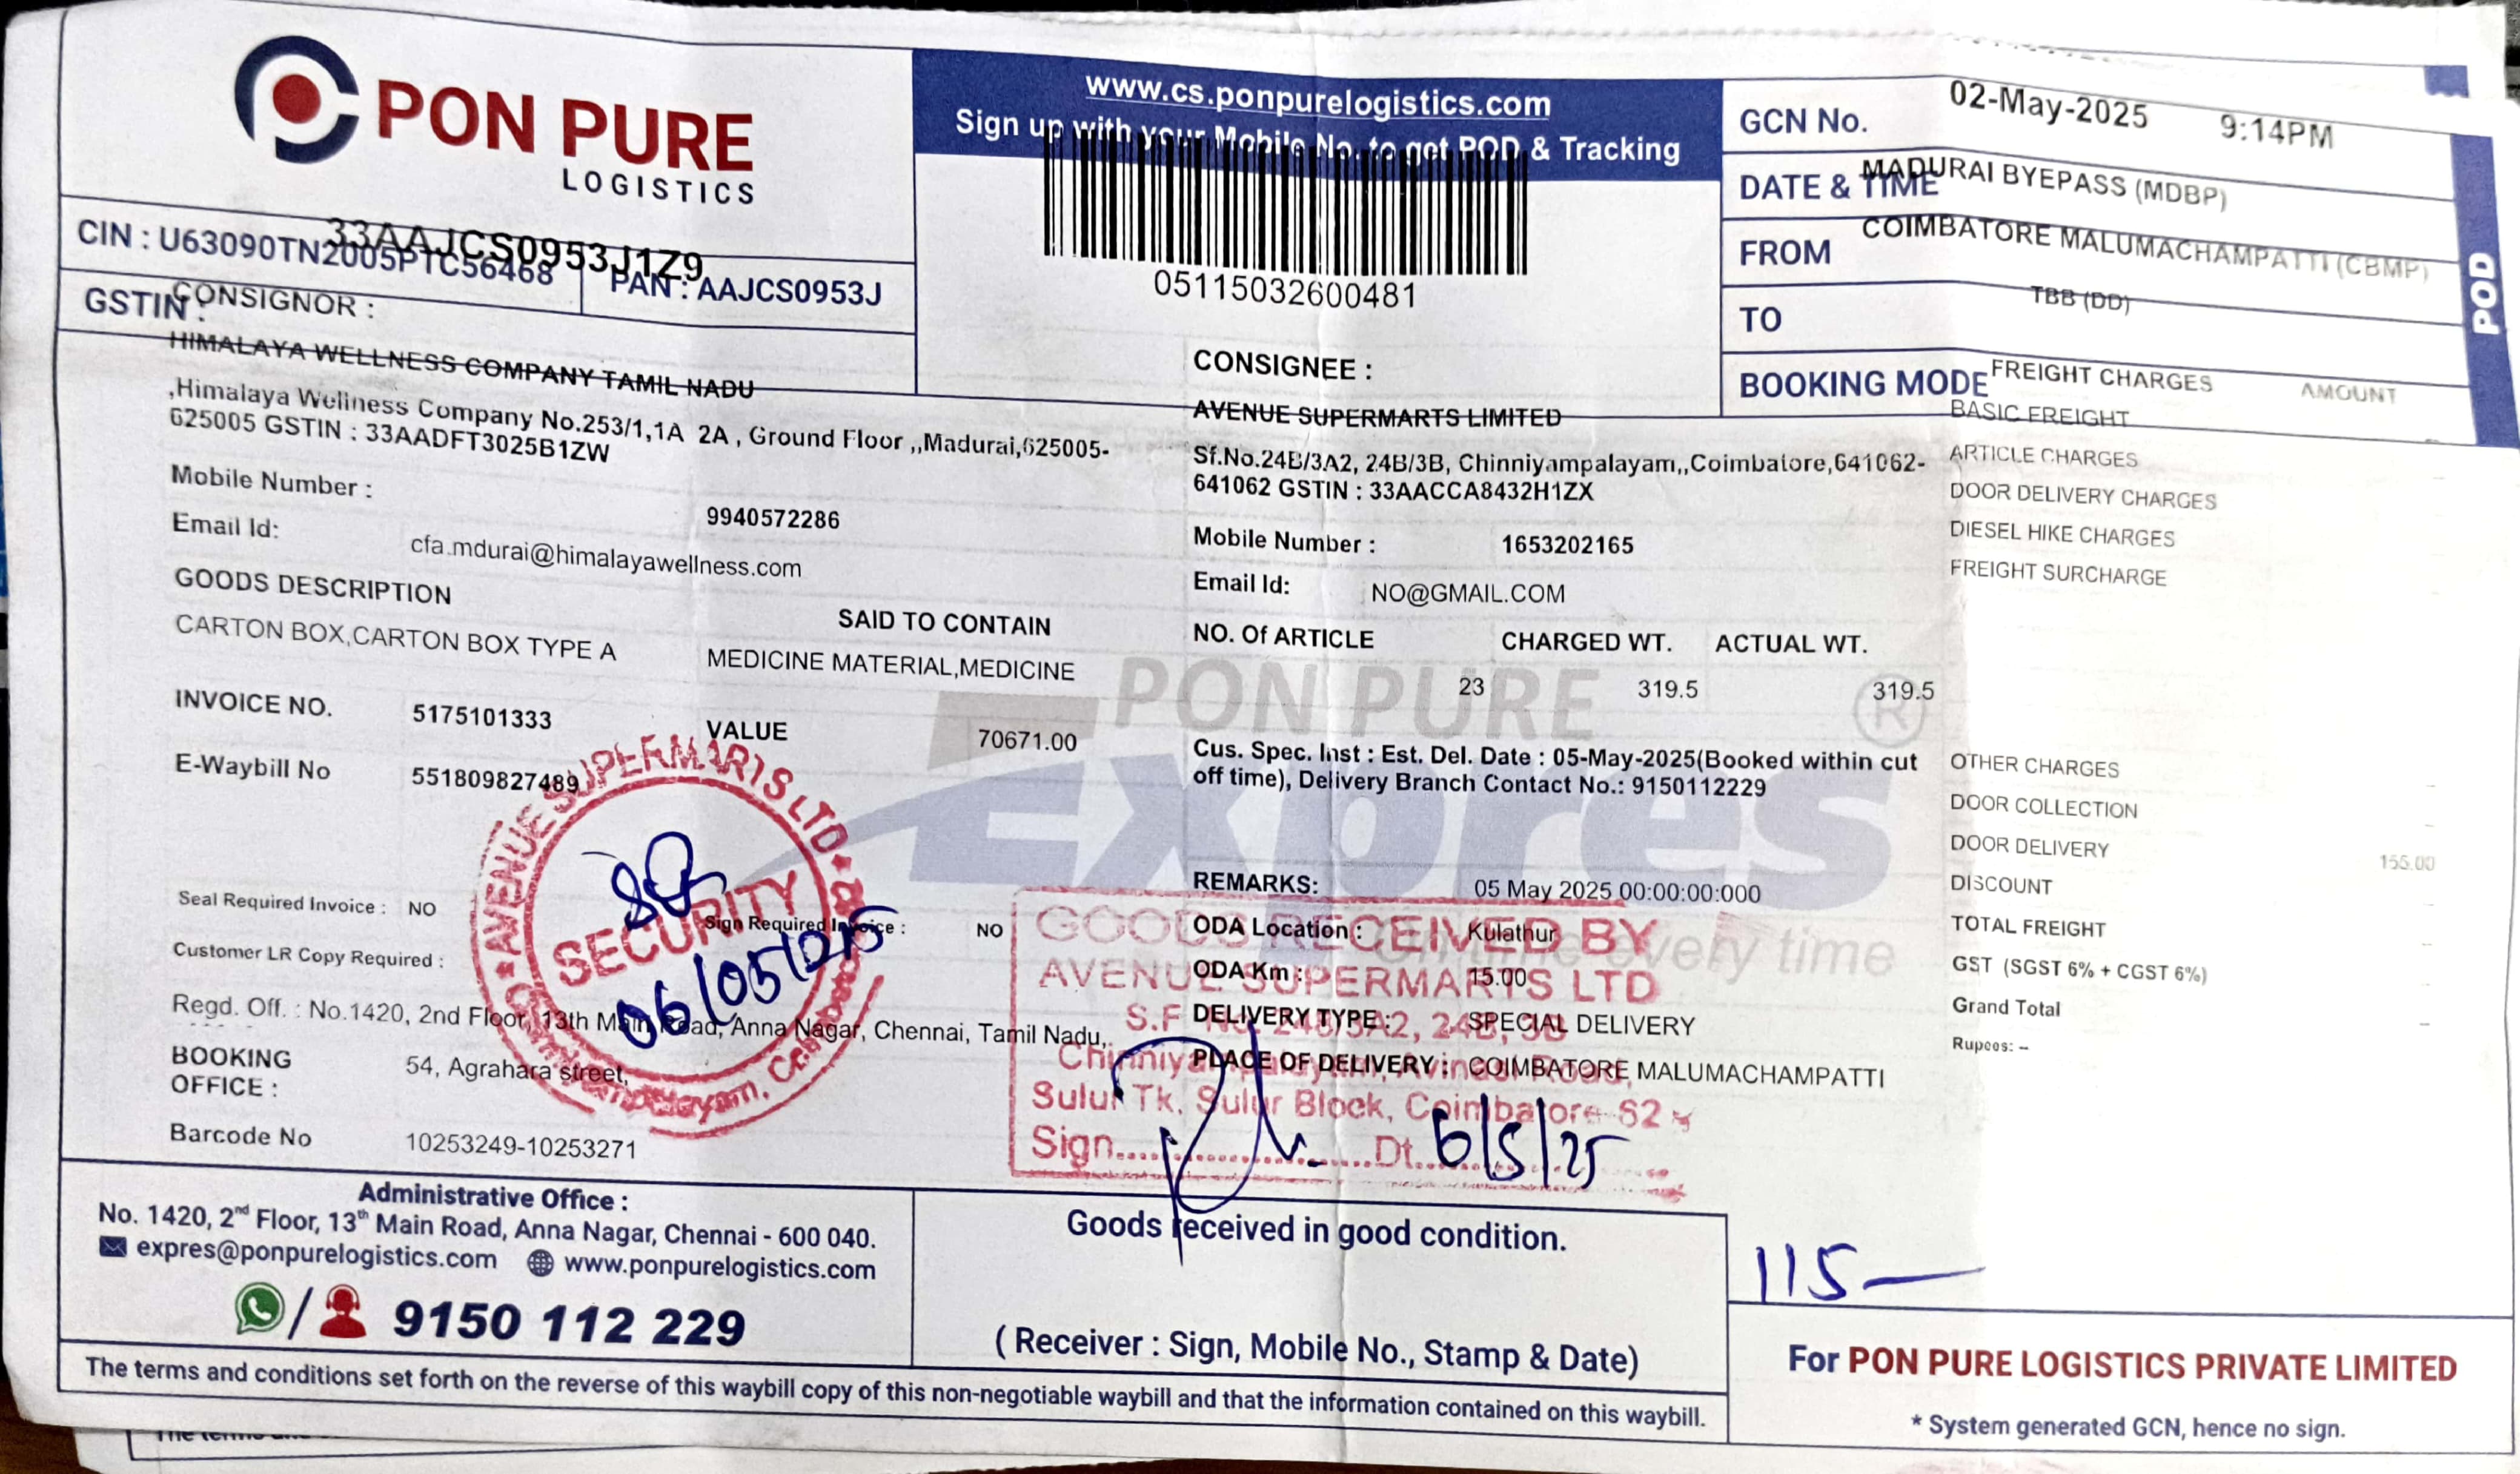 PON PURE
LOGISTICS
www.cs.ponpurelogistics.com
Sign up with your Mobile No. to get POD & Tracking
05115032600481
GCN No.
02-May-2025 9:14PM
DATE & TIME
MADURAI BYEPASS (MDBP)
FROM
COIMBATORE MALUMACHAMPATTI (CBMP)
TO
TBB (DD)
BOOKING MODE
POD
CIN : U63090TN2005PTC56468
33AAJCS0953J1Z9
PAN : AAJCS0953J
GSTIN :
CONSIGNOR :
HIMALAYA WELLNESS COMPANY TAMIL NADU
,Himalaya Wellness Company No.253/1,1A 2A , Ground Floor ,,Madurai,625005-
625005 GSTIN : 33AADFT3025B1ZW
Mobile Number :
9940572286
Email Id:
cfa.mdurai@himalayawellness.com
GOODS DESCRIPTION
SAID TO CONTAIN
CARTON BOX,CARTON BOX TYPE A
MEDICINE MATERIAL,MEDICINE
INVOICE NO.
5175101333
VALUE
70671.00
E-Waybill No
551809827489
CONSIGNEE :
AVENUE SUPERMARTS LIMITED
Sf.No.24B/3A2, 24B/3B, Chinniyampalayam,,Coimbatore,641062-
641062 GSTIN : 33AACCA8432H1ZX
Mobile Number : 1653202165
Email Id: NO@GMAIL.COM
NO. Of ARTICLE CHARGED WT. ACTUAL WT.
23 319.5 319.5
PON PURE
Expres
®
every time
Cus. Spec. Inst : Est. Del. Date : 05-May-2025(Booked within cut
off time), Delivery Branch Contact No.: 9150112229
REMARKS: 05 May 2025 00:00:00:000
ODA Location : Kulathur
ODA Km : 15.00
DELIVERY TYPE : SPECIAL DELIVERY
PLACE OF DELIVERY : COIMBATORE MALUMACHAMPATTI
FREIGHT CHARGES AMOUNT
BASIC FREIGHT
ARTICLE CHARGES
DOOR DELIVERY CHARGES
DIESEL HIKE CHARGES
FREIGHT SURCHARGE
OTHER CHARGES
DOOR COLLECTION
DOOR DELIVERY
155.00
DISCOUNT
TOTAL FREIGHT
GST (SGST 6% + CGST 6%)
Grand Total
Rupees: --
Seal Required Invoice : NO
Sign Required Invoice : NO
Customer LR Copy Required :
Regd. Off. : No.1420, 2nd Floor, 13th Main Road, Anna Nagar, Chennai, Tamil Nadu,.
BOOKING
OFFICE :
54, Agrahara street,
Barcode No
10253249-10253271
AVENUE SUPERMARTS LTD
SECURITY
06/05/025
GOODS RECEIVED BY
AVENUE SUPERMARTS LTD
Sulur Tk. Sulur Block, Coimbatore-62
Sign.......................Dt. 6/5/25
Administrative Office :
No. 1420, 2nd Floor, 13th Main Road, Anna Nagar, Chennai - 600 040.
expres@ponpurelogistics.com www.ponpurelogistics.com
9150 112 229
Goods received in good condition.
( Receiver : Sign, Mobile No., Stamp & Date)
115
For PON PURE LOGISTICS PRIVATE LIMITED
* System generated GCN, hence no sign.
The terms and conditions set forth on the reverse of this waybill copy of this non-negotiable waybill and that the information contained on this waybill.